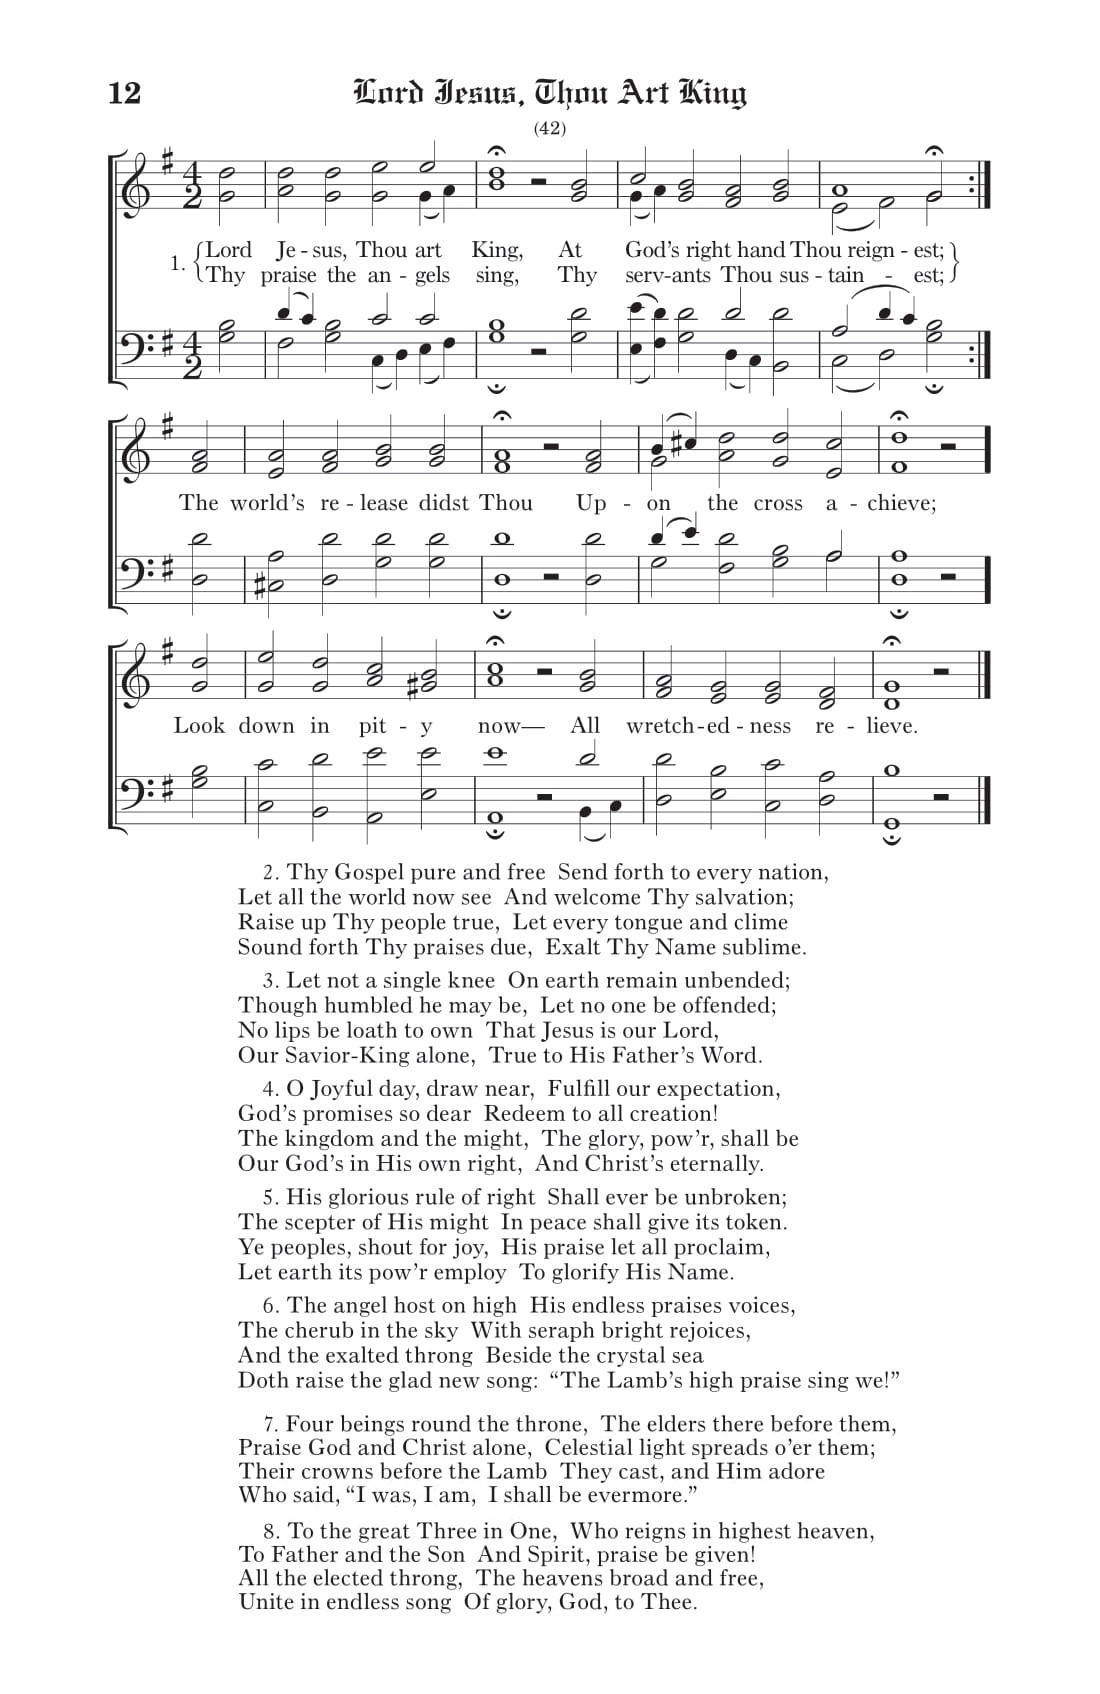 12
Lord Jesus, Thou Art King
(42)
1. Lord Je - sus, Thou art King, At God’s right hand Thou reign - est;
Thy praise the an - gels sing, Thy serv-ants Thou sus - tain - est;
The world’s re - lease didst Thou Up - on the cross a - chieve;
Look down in pit - y now— All wretch-ed - ness re - lieve.
2. Thy Gospel pure and free Send forth to every nation,
Let all the world now see And welcome Thy salvation;
Raise up Thy people true, Let every tongue and clime
Sound forth Thy praises due, Exalt Thy Name sublime.
3. Let not a single knee On earth remain unbended;
Though humbled he may be, Let no one be offended;
No lips be loath to own That Jesus is our Lord,
Our Savior-King alone, True to His Father’s Word.
4. O Joyful day, draw near, Fulfill our expectation,
God’s promises so dear Redeem to all creation!
The kingdom and the might, The glory, pow’r, shall be
Our God’s in His own right, And Christ’s eternally.
5. His glorious rule of right Shall ever be unbroken;
The scepter of His might In peace shall give its token.
Ye peoples, shout for joy, His praise let all proclaim,
Let earth its pow’r employ To glorify His Name.
6. The angel host on high His endless praises voices,
The cherub in the sky With seraph bright rejoices,
And the exalted throng Beside the crystal sea
Doth raise the glad new song: “The Lamb’s high praise sing we!”
7. Four beings round the throne, The elders there before them,
Praise God and Christ alone, Celestial light spreads o’er them;
Their crowns before the Lamb They cast, and Him adore
Who said, “I was, I am, I shall be evermore.”
8. To the great Three in One, Who reigns in highest heaven,
To Father and the Son And Spirit, praise be given!
All the elected throng, The heavens broad and free,
Unite in endless song Of glory, God, to Thee.